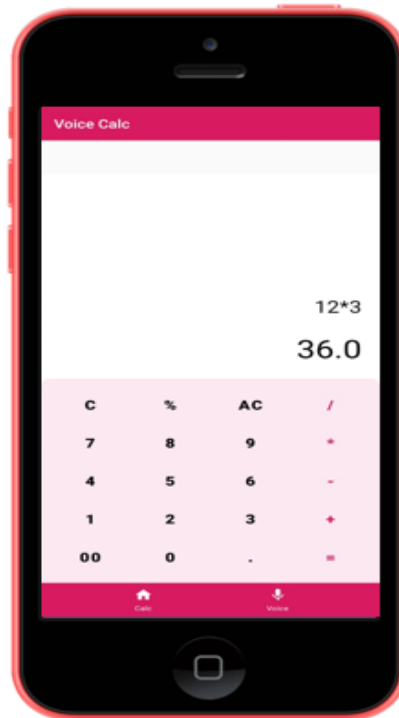 Voice Calc
12*3
36.0
C % AC /
7 8 9 *
4 5 6 -
1 2 3 +
00 0 . =
Calc Voice